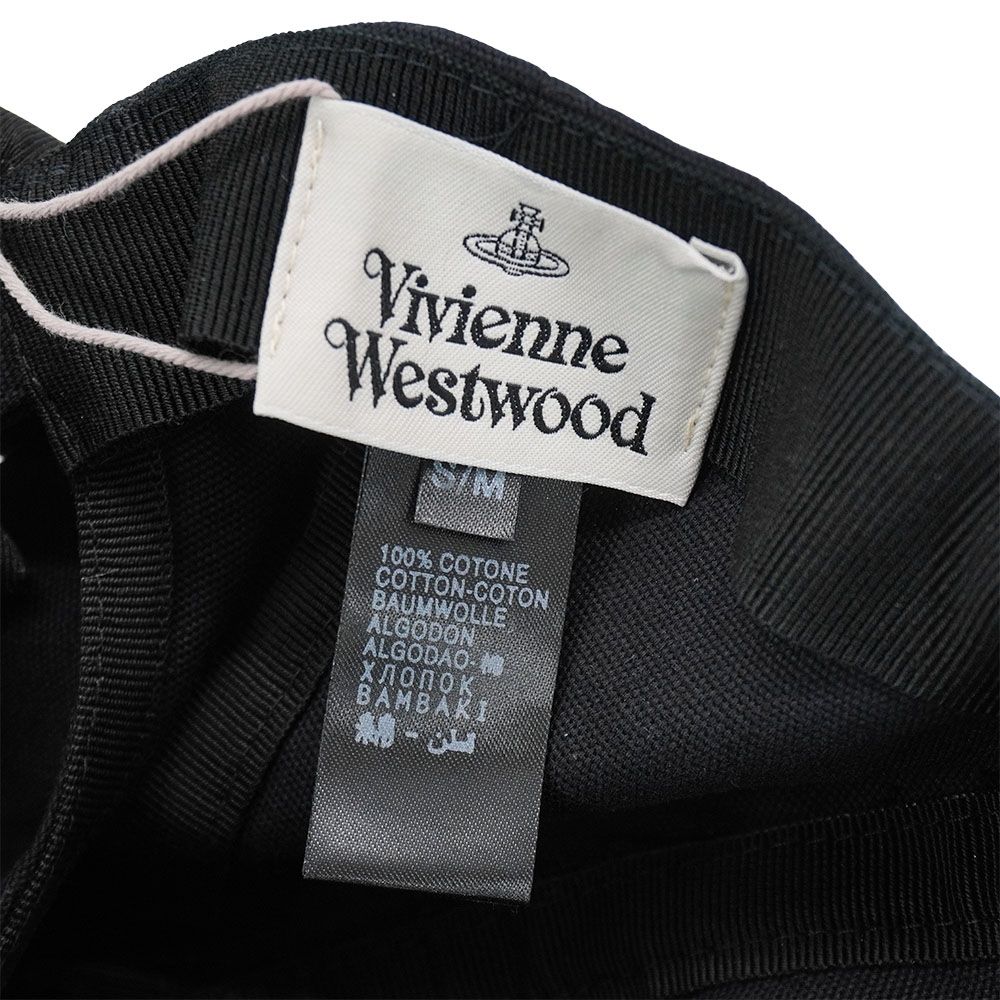 Vivienne
Westwood
S/M
100% COTONE
COTTON-COTON
BAUMWOLLE
ALGODON
ALGODAO-
ХЛОПОК
BAMBAKI